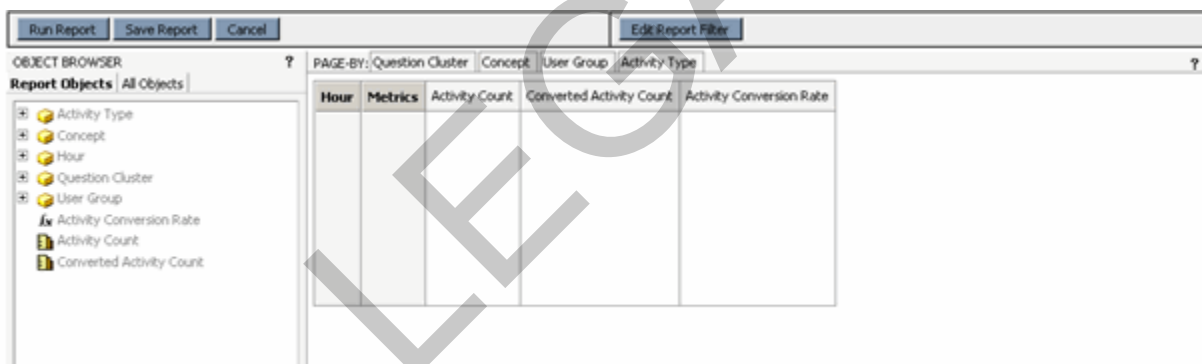 Run Report Save Report Cancel Edit Report Filter
OBJECT BROWSER ? PAGE-BY: Question Cluster Concept User Group Activity Type ?
Report Objects All Objects
Hour Metrics Activity Count Converted Activity Count Activity Conversion Rate
Activity Type
Concept
Hour
Question Cluster
User Group
fx Activity Conversion Rate
Activity Count
Converted Activity Count
LEGA